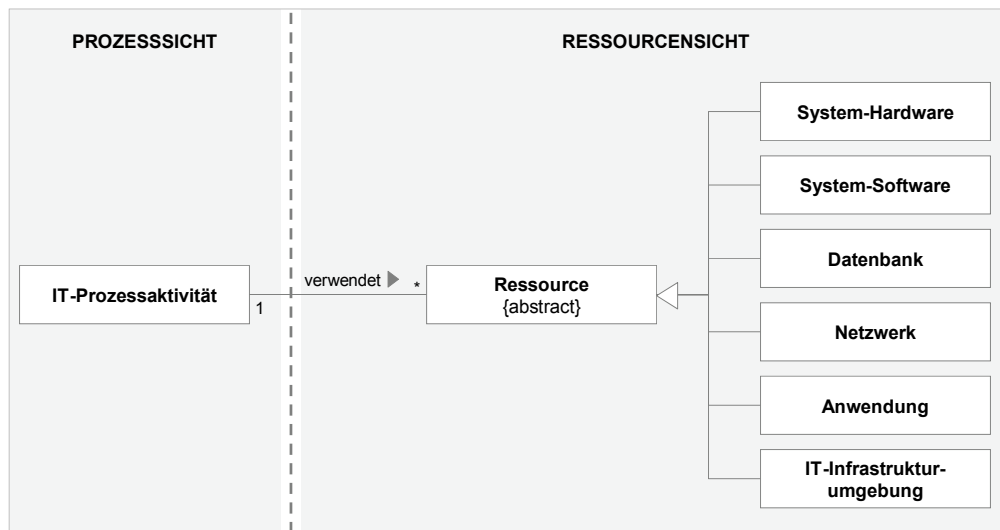 PROZESSSICHT
RESSOURCENSICHT
System-Hardware
System-Software
Datenbank
verwendet
*
IT-Prozessaktivität
1
Ressource
{abstract}
Netzwerk
Anwendung
IT-Infrastruktur-
umgebung